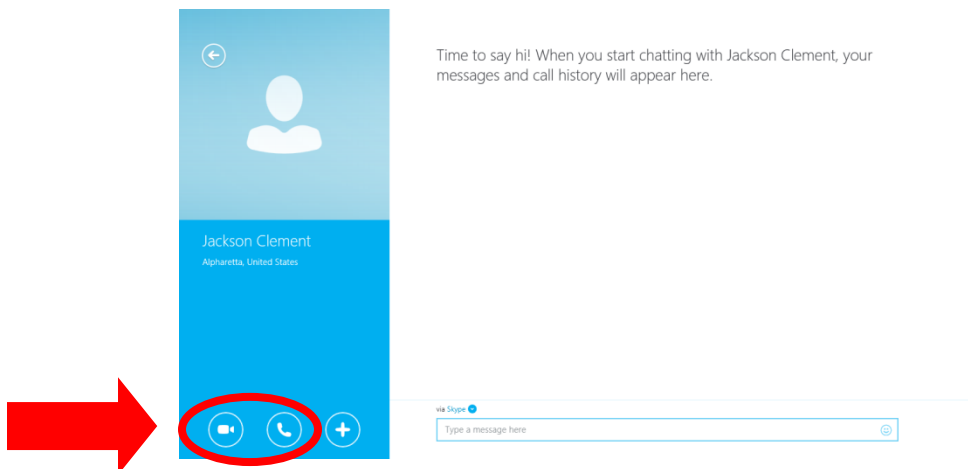 Time to say hi! When you start chatting with Jackson Clement, your
messages and call history will appear here.
Jackson Clement
Alpharetta, United States
via Skype
Type a message here